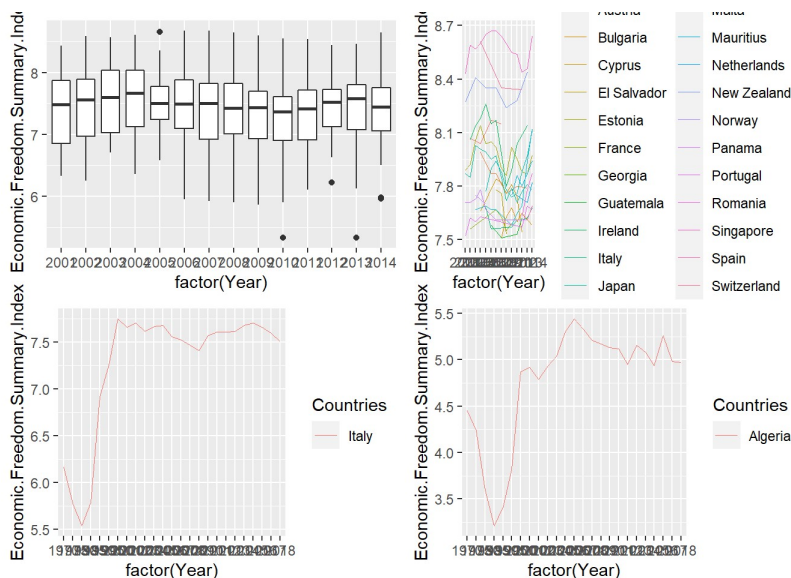 Economic.Freedom.Summary.Inde
8
7
6
2001 2002 2003 2004 2005 2006 2007 2008 2009 2010 2011 2012 2013 2014
factor(Year)
Economic.Freedom.Summary.Inde
8.7
8.4
8.1
7.8
7.5
factor(Year)
Austria
Bulgaria
Cyprus
El Salvador
Estonia
France
Georgia
Guatemala
Ireland
Italy
Japan
Malta
Mauritius
Netherlands
New Zealand
Norway
Panama
Portugal
Romania
Singapore
Spain
Switzerland
Economic.Freedom.Summary.Index
7.5
7.0
6.5
6.0
5.5
factor(Year)
Countries
Italy
Economic.Freedom.Summary.Index
5.5
5.0
4.5
4.0
3.5
factor(Year)
Countries
Algeria